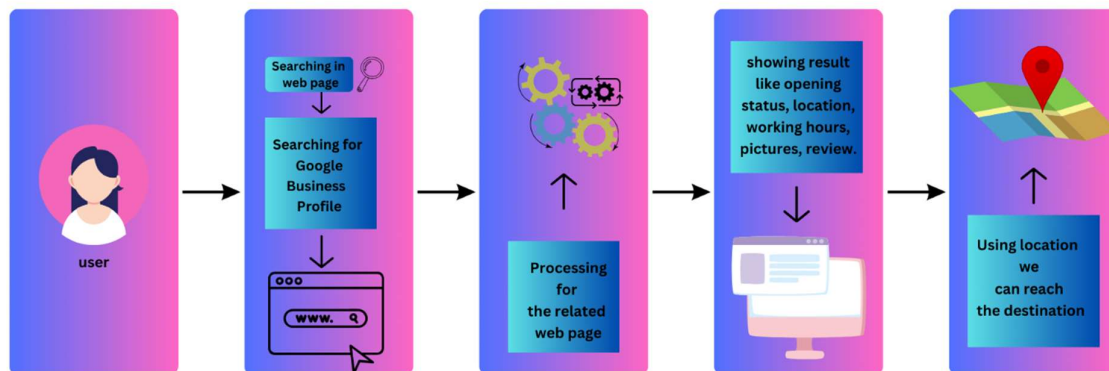 user
Searching in
web page
Searching for
Google
Business
Profile
www.
Processing
for
the related
web page
showing result
like opening
status, location,
working hours,
pictures, review.
Using location
we
can reach
the destination